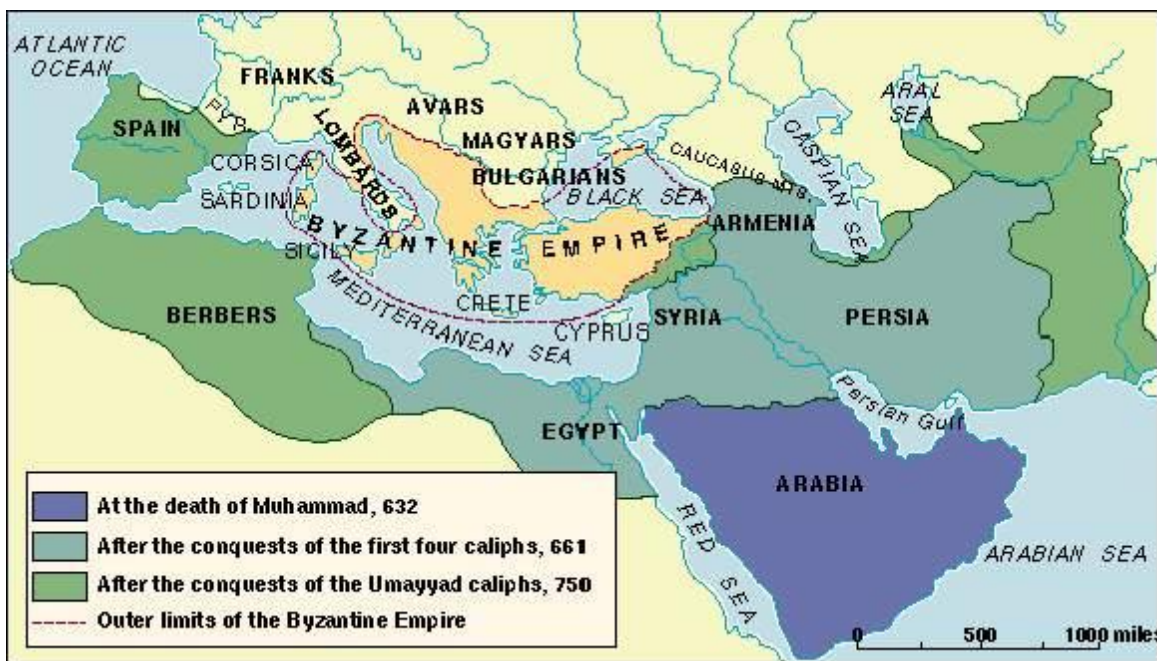 ATLANTIC
OCEAN
FRANKS
AVARS
ARAL
SEA
PYR.
SPAIN
LOMBARDS
MAGYARS
CASPIAN SEA
CORSICA
BULGARIANS
CAUCASUS MTS.
BLACK SEA
SARDINIA
ARMENIA
BYZANTINE EMPIRE
SICILY
MEDITERRANEAN SEA
CRETE
BERBERS
CYPRUS
SYRIA
PERSIA
Persian Gulf
EGYPT
ARABIA
RED SEA
ARABIAN SEA
At the death of Muhammad, 632
After the conquests of the first four caliphs, 661
After the conquests of the Umayyad caliphs, 750
Outer limits of the Byzantine Empire
0 500 1000 miles